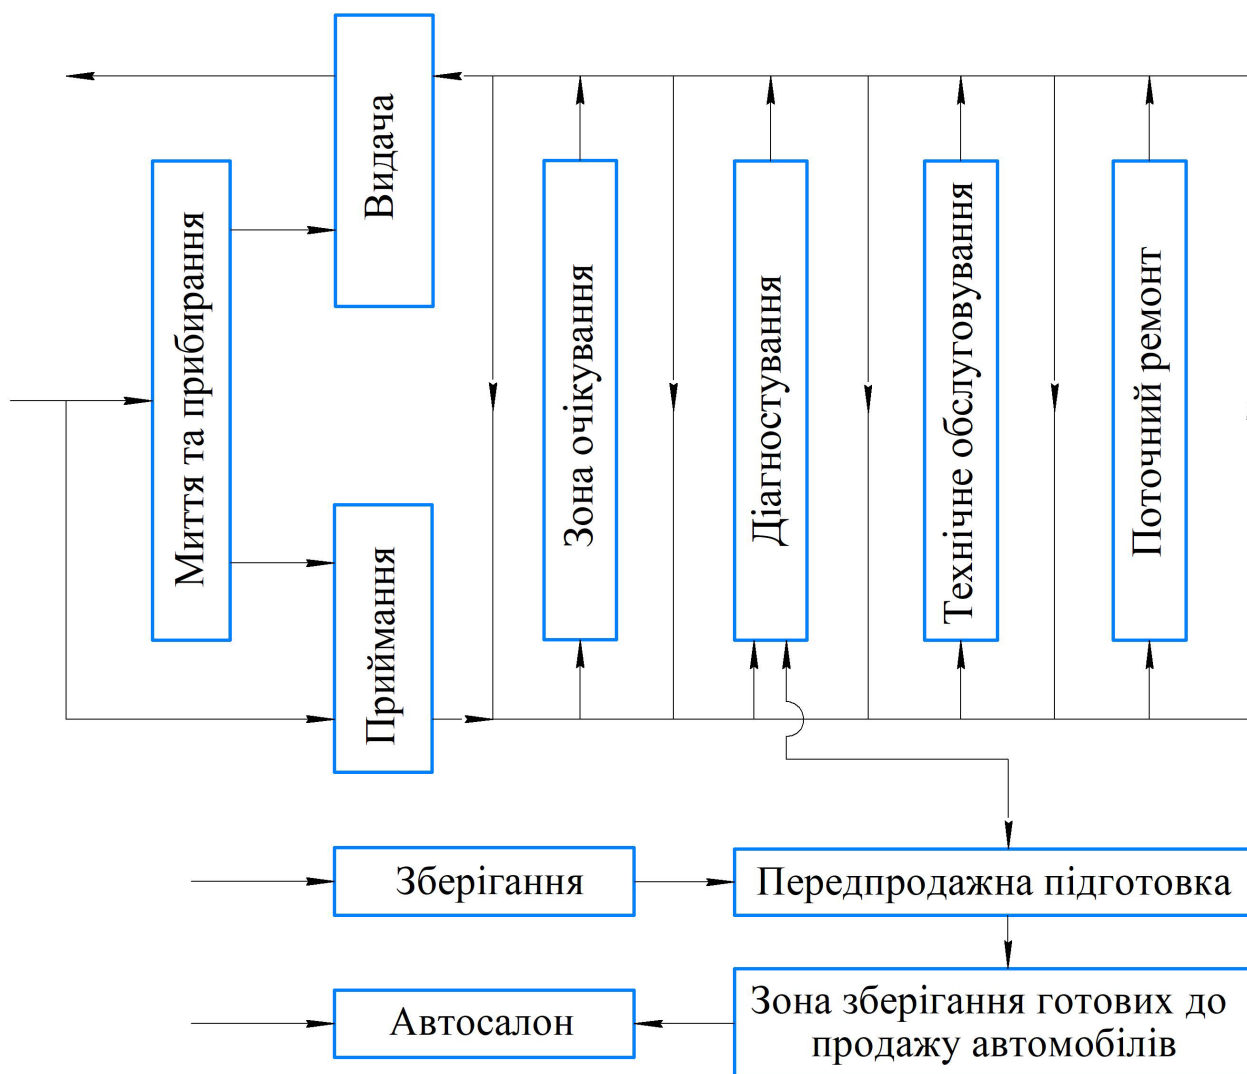 Миття та прибирання
Видача
Приймання
Зона очікування
Діагностування
Технічне обслуговування
Поточний ремонт
Зберігання
Передпродажна підготовка
Автосалон
Зона зберігання готових до
продажу автомобілів